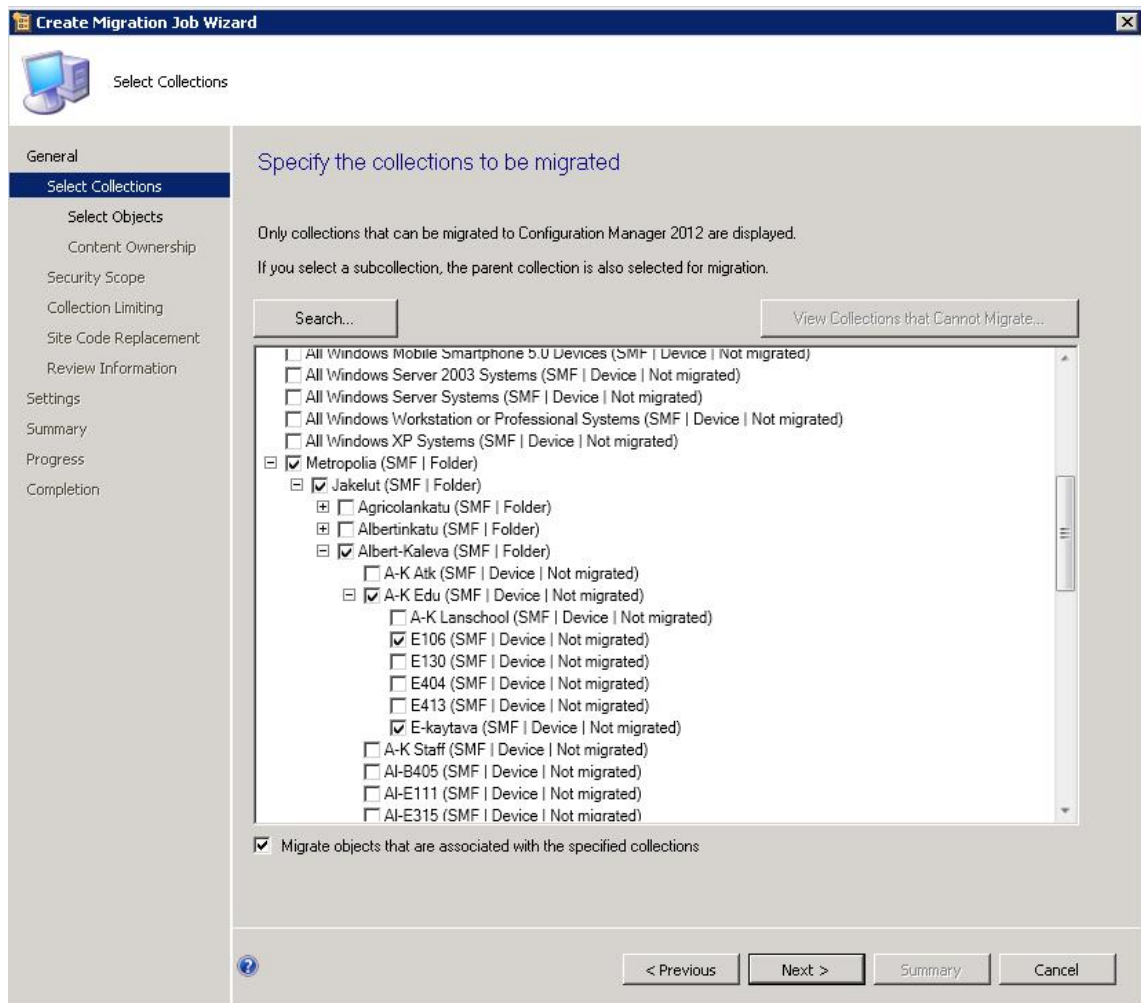 Create Migration Job Wizard
Select Collections
General
Select Collections
Select Objects
Content Ownership
Security Scope
Collection Limiting
Site Code Replacement
Review Information
Settings
Summary
Progress
Completion
Specify the collections to be migrated
Only collections that can be migrated to Configuration Manager 2012 are displayed.
If you select a subcollection, the parent collection is also selected for migration.
Search...
View Collections that Cannot Migrate...
All Windows Mobile Smartphone 5.0 Devices (SMF | Device | Not migrated)
All Windows Server 2003 Systems (SMF | Device | Not migrated)
All Windows Server Systems (SMF | Device | Not migrated)
All Windows Workstation or Professional Systems (SMF | Device | Not migrated)
All Windows XP Systems (SMF | Device | Not migrated)
Metropolia (SMF | Folder)
Jakelut (SMF | Folder)
Agricolankatu (SMF | Folder)
Albertinkatu (SMF | Folder)
Albert-Kaleva (SMF | Folder)
A-K Atk (SMF | Device | Not migrated)
A-K Edu (SMF | Device | Not migrated)
A-K Lanschool (SMF | Device | Not migrated)
E106 (SMF | Device | Not migrated)
E130 (SMF | Device | Not migrated)
E404 (SMF | Device | Not migrated)
E413 (SMF | Device | Not migrated)
E-kaytava (SMF | Device | Not migrated)
A-K Staff (SMF | Device | Not migrated)
Al-B405 (SMF | Device | Not migrated)
Al-E111 (SMF | Device | Not migrated)
Al-E315 (SMF | Device | Not migrated)
Migrate objects that are associated with the specified collections
< Previous
Next >
Summary
Cancel